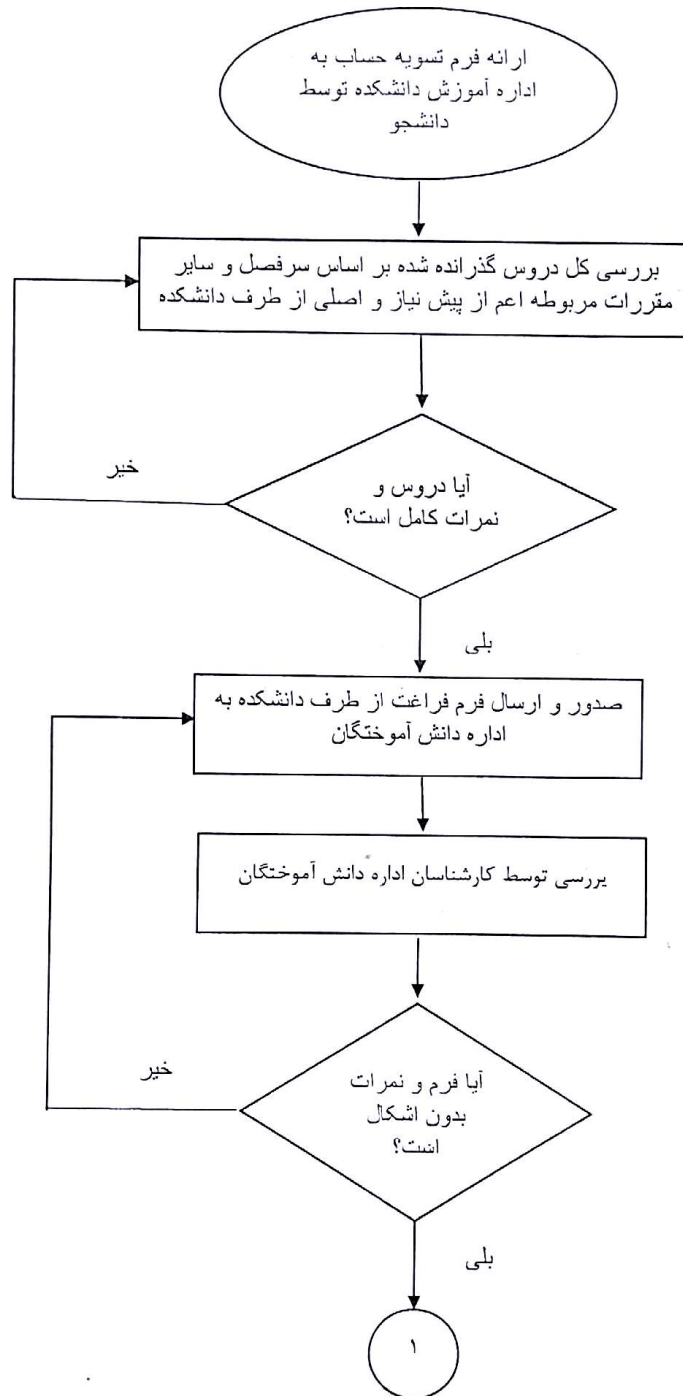 ارائه فرم تسویه حساب به
اداره آموزش دانشکده توسط
دانشجو
بررسی کل دروس گذرانده شده بر اساس سرفصل و سایر
مقررات مربوطه اعم از پیش نیاز و اصلی از طرف دانشکده
آیا دروس و
نمرات کامل است؟
خیر
بلی
صدور و ارسال فرم فراغت از طرف دانشکده به
اداره دانش آموختگان
بررسی توسط کارشناسان اداره دانش آموختگان
آیا فرم و نمرات
بدون اشکال
است؟
خیر
بلی
۱